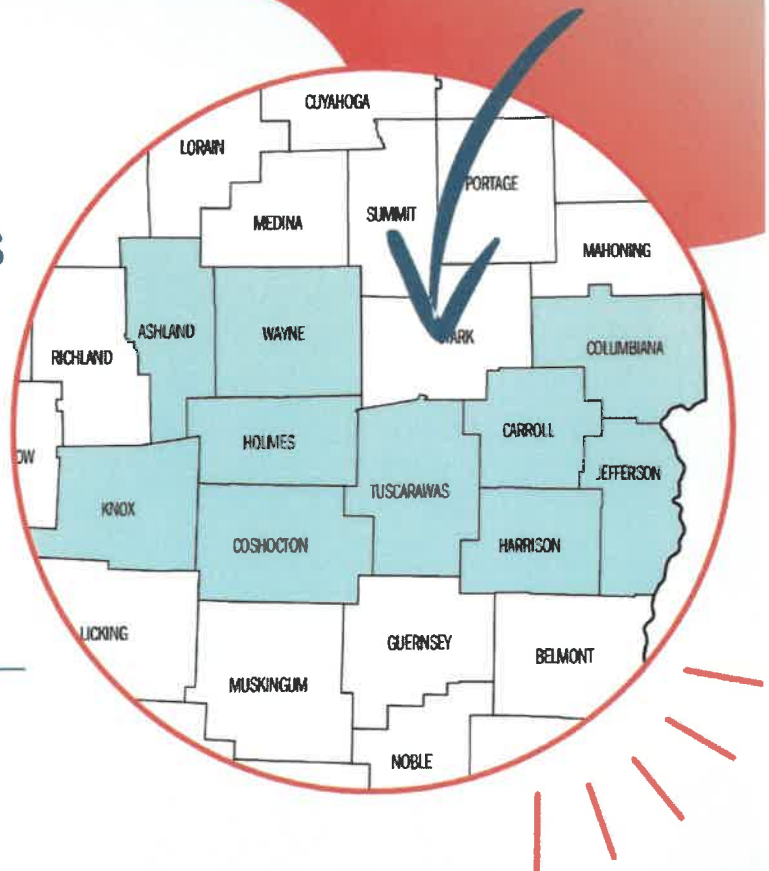 CUYAHOGA
LORAIN
PORTAGE
SUMMIT
MEDINA
S
MAHONING
ASHLAND
WAYNE
ARK
COLUMBIANA
RICHLAND
CARROLL
HOLMES
OW
JEFFERSON
TUSCARAWAS
KNOX
COSHOCTON
HARRISON
LICKING
GUERNSEY
BELMONT
MUSKINGUM
NOBLE